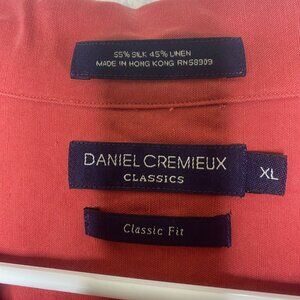 55% SILK 45% LINEN
MADE IN HONG KONG RN58909
DANIEL CREMIEUX
CLASSICS
XL
Classic Fit